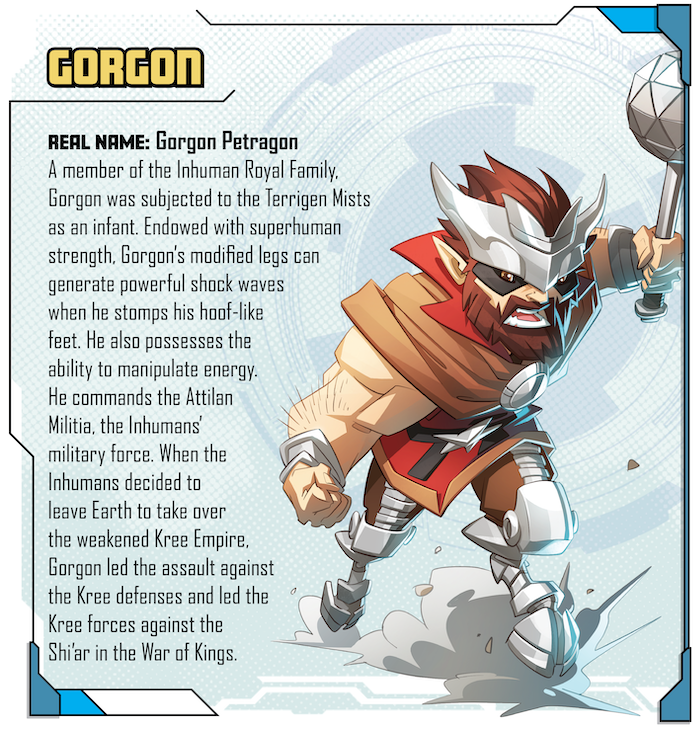 GORGON
REAL NAME: Gorgon Petragon
A member of the Inhuman Royal Family,
Gorgon was subjected to the Terrigen Mists
as an infant. Endowed with superhuman
strength, Gorgon's modified legs can
generate powerful shock waves
when he stomps his hoof-like
feet. He also possesses the
ability to manipulate energy.
He commands the Attilan
Militia, the Inhumans'
military force. When the
Inhumans decided to
leave Earth to take over
the weakened Kree Empire,
Gorgon led the assault against
the Kree defenses and led the
Kree forces against the
Shi'ar in the War of Kings.